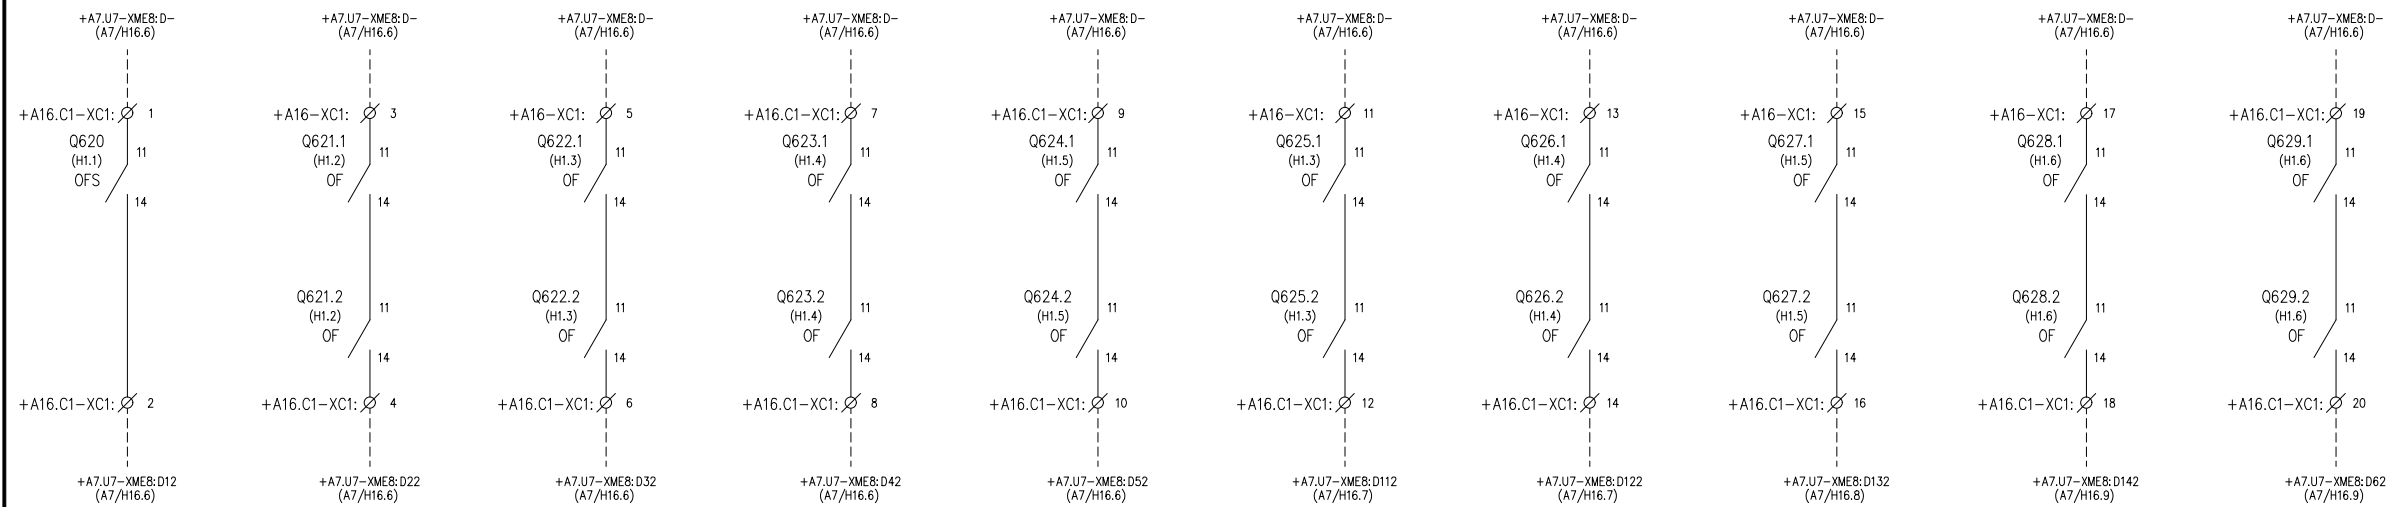 +A7.U7-XME8:D- +A7.U7-XME8:D- +A7.U7-XME8:D- +A7.U7-XME8:D- +A7.U7-XME8:D- +A7.U7-XME8:D- +A7.U7-XME8:D- +A7.U7-XME8:D- +A7.U7-XME8:D- +A7.U7-XME8:D-
(A7/H16.6) (A7/H16.6) (A7/H16.6) (A7/H16.6) (A7/H16.6) (A7/H16.6) (A7/H16.6) (A7/H16.6) (A7/H16.6) (A7/H16.6)
+A16.C1-XC1: 1 +A16-XC1: 3 +A16-XC1: 5 +A16.C1-XC1: 7 +A16.C1-XC1: 9 +A16-XC1: 11 +A16-XC1: 13 +A16-XC1: 15 +A16-XC1: 17 +A16.C1-XC1: 19
Q620 Q621.1 Q622.1 Q623.1 Q624.1 Q625.1 Q626.1 Q627.1 Q628.1 Q629.1
11 11 11 11 11 11 11 11 11 11
(H1.1) (H1.2) (H1.3) (H1.4) (H1.5) (H1.3) (H1.4) (H1.5) (H1.6) (H1.6)
OFS OF OF OF OF OF OF OF OF OF
14 14 14 14 14 14 14 14 14 14
Q621.2 Q622.2 Q623.2 Q624.2 Q625.2 Q626.2 Q627.2 Q628.2 Q629.2
11 11 11 11 11 11 11 11 11
(H1.2) (H1.3) (H1.4) (H1.5) (H1.3) (H1.4) (H1.5) (H1.6) (H1.6)
OF OF OF OF OF OF OF OF OF
14 14 14 14 14 14 14 14 14
+A16.C1-XC1: 2 +A16.C1-XC1: 4 +A16.C1-XC1: 6 +A16.C1-XC1: 8 +A16.C1-XC1: 10 +A16.C1-XC1: 12 +A16.C1-XC1: 14 +A16.C1-XC1: 16 +A16.C1-XC1: 18 +A16.C1-XC1: 20
+A7.U7-XME8:D12 +A7.U7-XME8:D22 +A7.U7-XME8:D32 +A7.U7-XME8:D42 +A7.U7-XME8:D52 +A7.U7-XME8:D112 +A7.U7-XME8:D122 +A7.U7-XME8:D132 +A7.U7-XME8:D142 +A7.U7-XME8:D62
(A7/H16.6) (A7/H16.6) (A7/H16.6) (A7/H16.6) (A7/H16.6) (A7/H16.7) (A7/H16.7) (A7/H16.8) (A7/H16.9) (A7/H16.9)